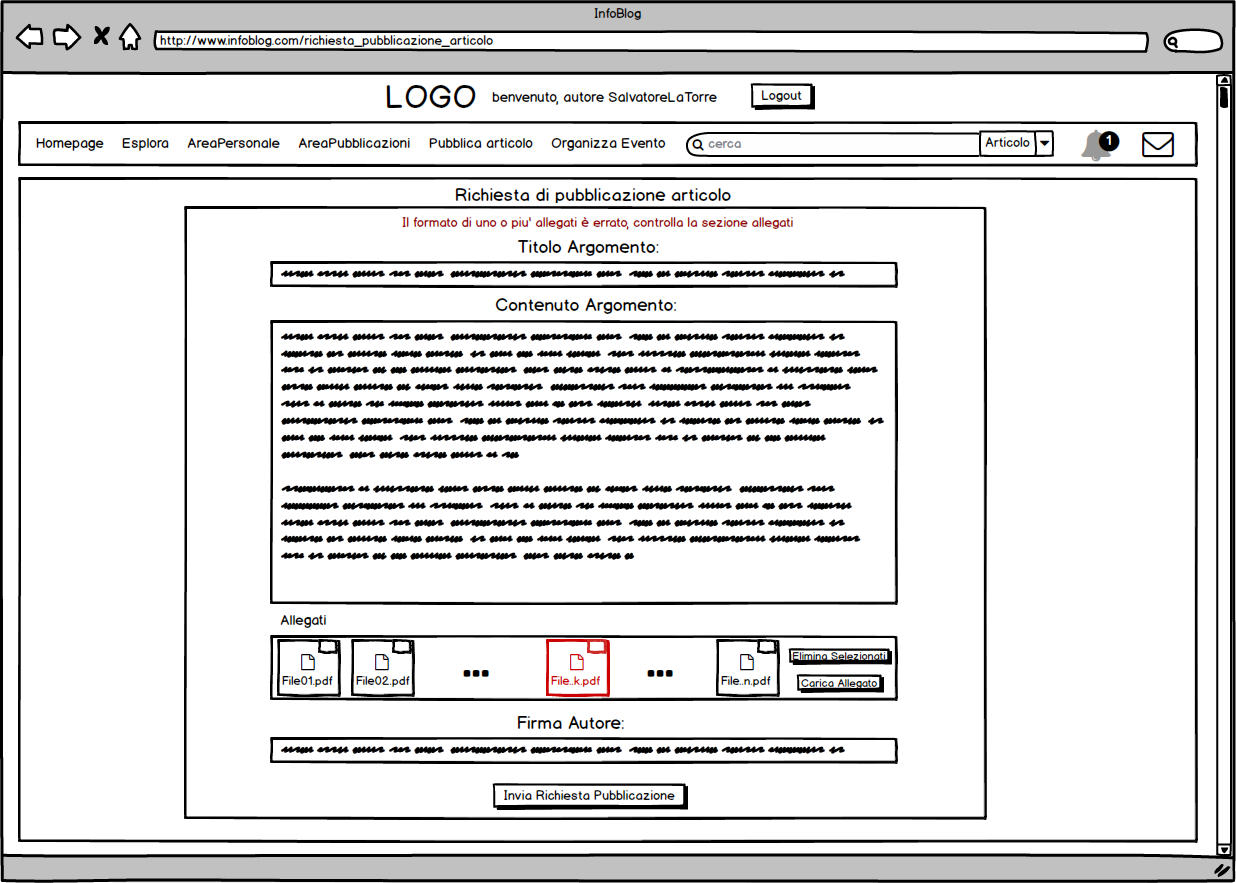 InfoBlog
http://www.infoblog.com/richiesta_pubblicazione_articolo
LOGO benvenuto, autore SalvatoreLaTorre Logout
Homepage Esplora AreaPersonale AreaPubblicazioni Pubblica articolo Organizza Evento cerca Articolo 1
Richiesta di pubblicazione articolo
Il formato di uno o piu' allegati è errato, controlla la sezione allegati
Titolo Argomento:
Contenuto Argomento:
Allegati
Elimina Selezionati
File01.pdf File02.pdf ... File..k.pdf ... File..n.pdf
Carica Allegato
Firma Autore:
Invia Richiesta Pubblicazione